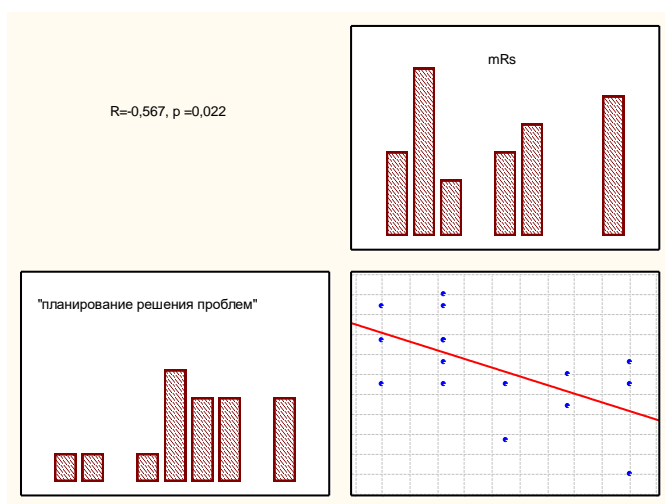 mRs
R=-0,567, p =0,022
"планирование решения проблем"